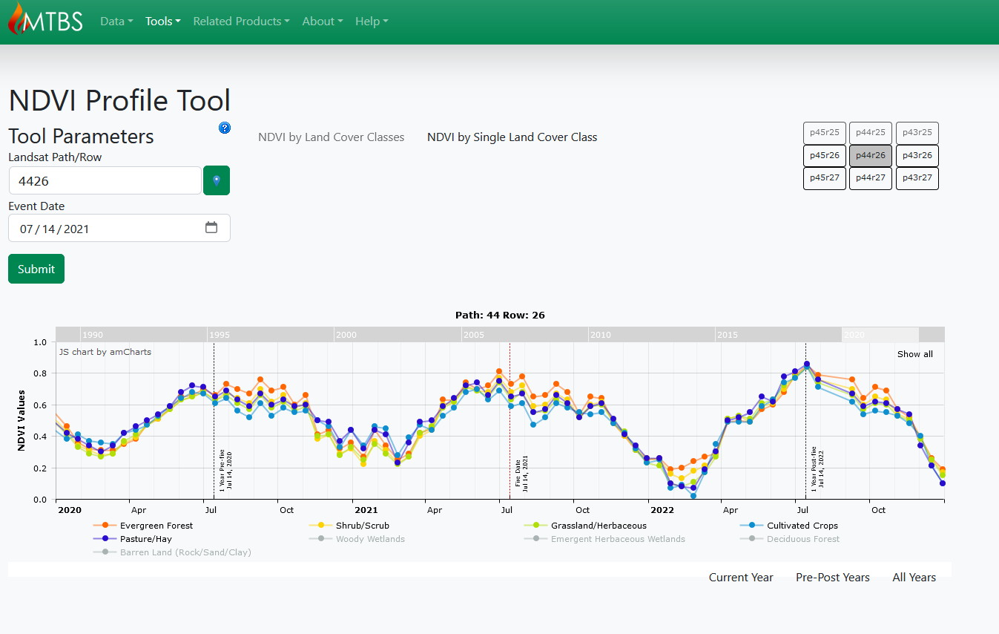 MTBS Data Tools Related Products About Help
NDVI Profile Tool
Tool Parameters
?
NDVI by Land Cover Classes NDVI by Single Land Cover Class
p45r25 p44r25 p43r25
p45r26 p44r26 p43r26
p45r27 p44r27 p43r27
Landsat Path/Row
4426
Event Date
07/14/2021
Submit
Path: 44 Row: 26
1990 1995 2000 2005 2010 2015 2020
JS chart by amCharts
Show all
NDVI Values
1.0
0.8
0.6
0.4
0.2
0.0
1 Year Pre-fire
Jul 14, 2020
Fire Date
Jul 14, 2021
1 Year Post-fire
Jul 14, 2022
2020 Apr Jul Oct 2021 Apr Jul Oct 2022 Apr Jul Oct
Evergreen Forest Shrub/Scrub Grassland/Herbaceous Cultivated Crops
Pasture/Hay Woody Wetlands Emergent Herbaceous Wetlands Deciduous Forest
Barren Land (Rock/Sand/Clay)
Current Year Pre-Post Years All Years